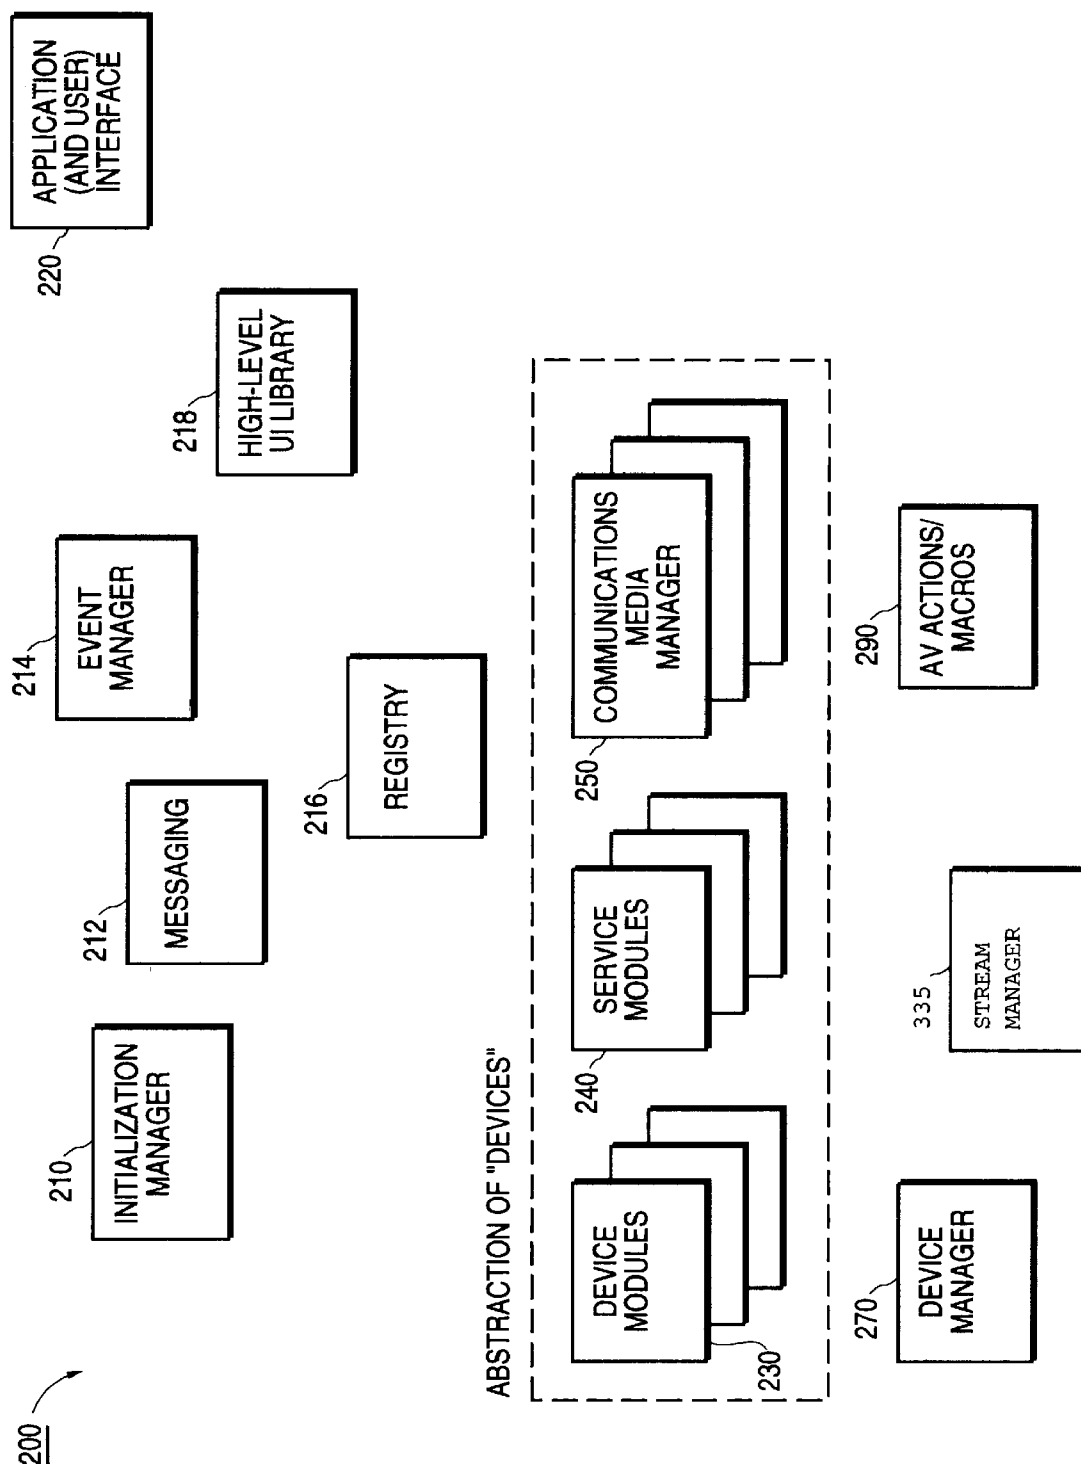 200
210
INITIALIZATION
MANAGER
212
MESSAGING
214
EVENT
MANAGER
216
REGISTRY
218
HIGH-LEVEL
UI LIBRARY
220
APPLICATION
(AND USER)
INTERFACE
ABSTRACTION OF "DEVICES"
DEVICE
MODULES
230
240
SERVICE
MODULES
250
COMMUNICATIONS
MEDIA
MANAGER
270
DEVICE
MANAGER
335
STREAM
MANAGER
290
AV ACTIONS/
MACROS